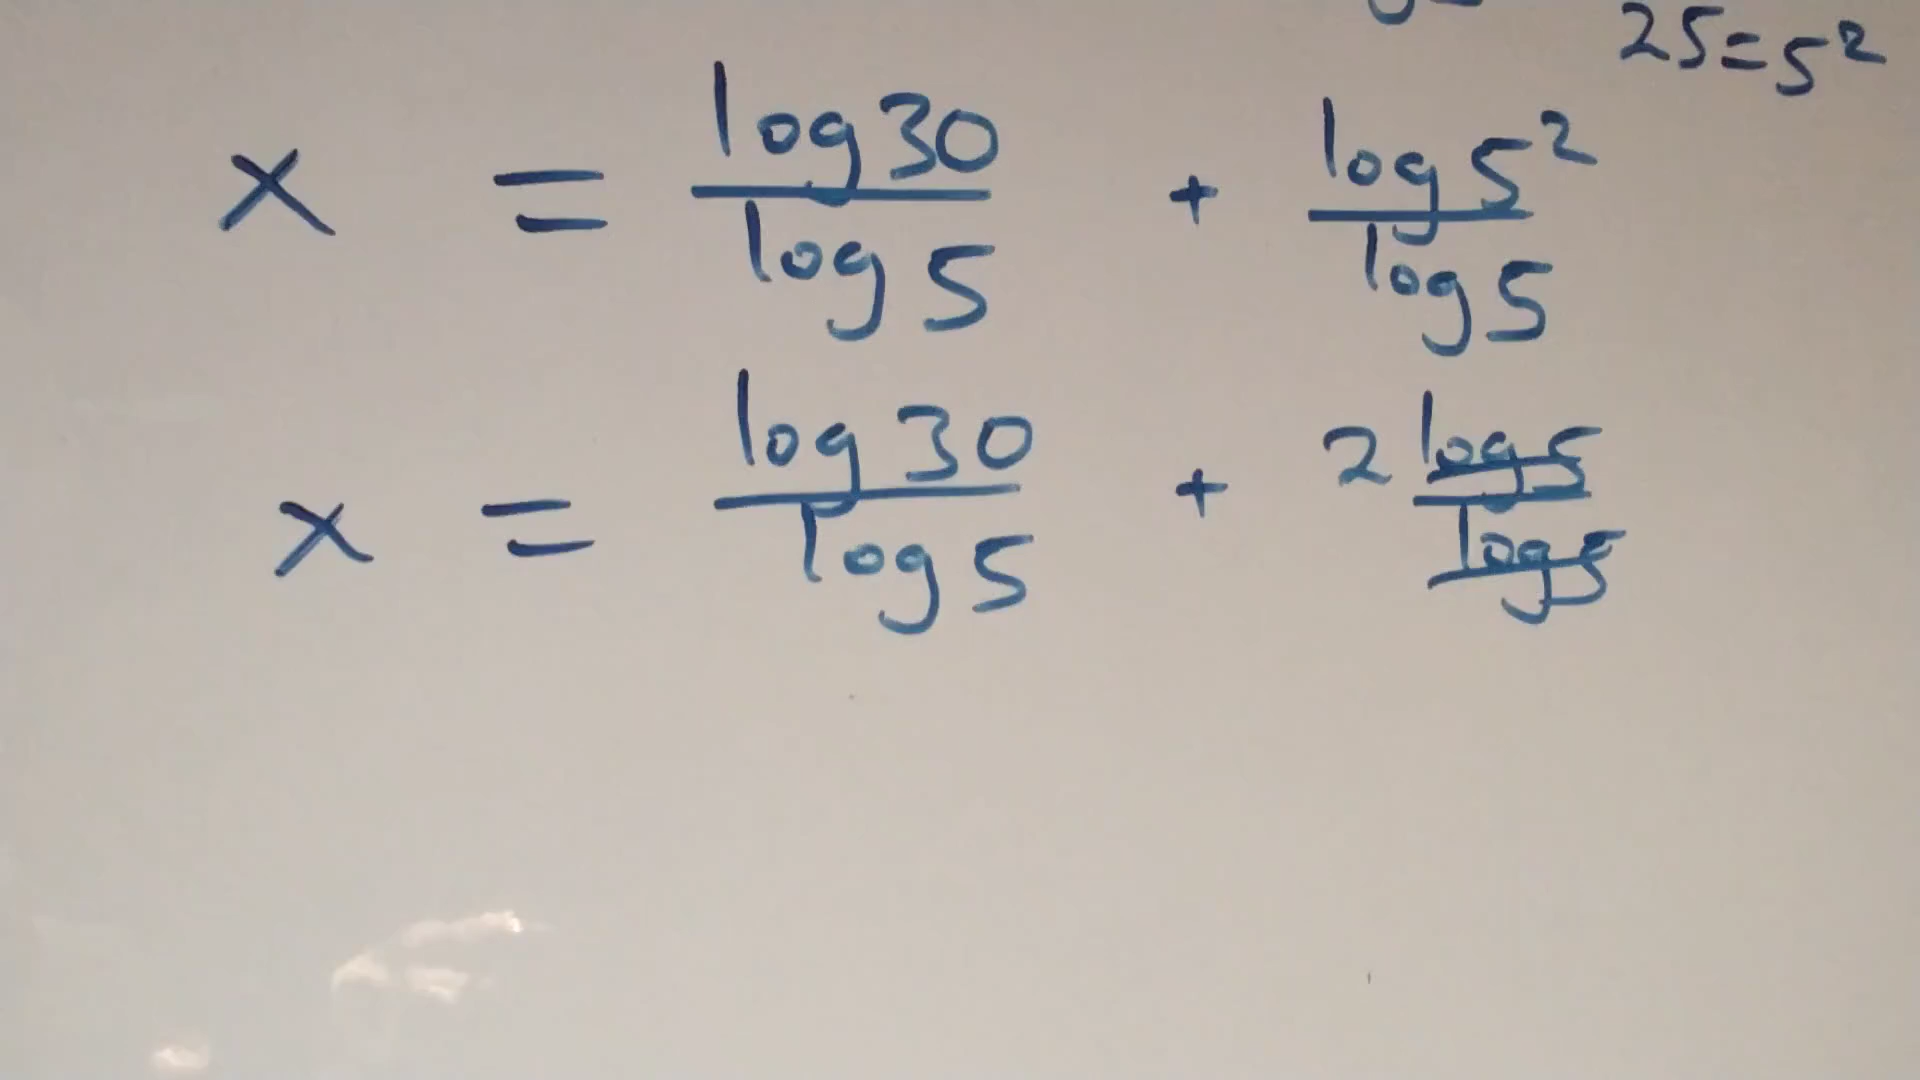 25=5²
x = log30/log5 + log5²/log5
x = log30/log5 + 2 log5/log5